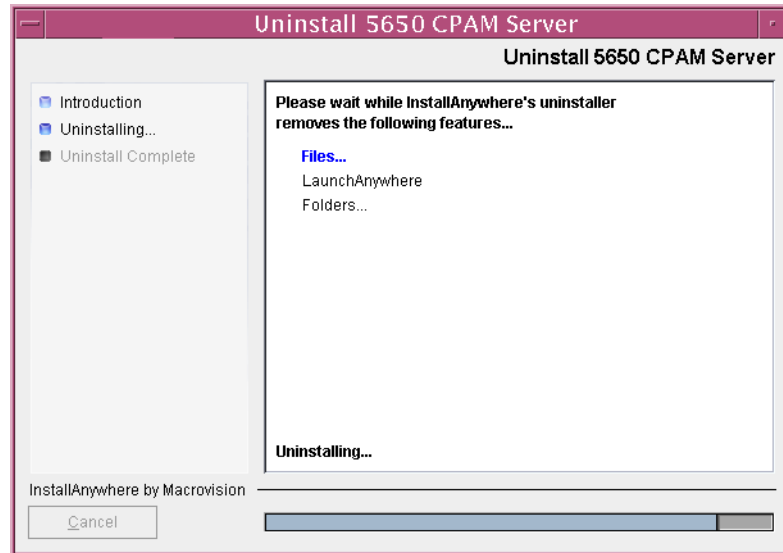 Uninstall 5650 CPAM Server
Uninstall 5650 CPAM Server
Introduction
Uninstalling...
Uninstall Complete
Please wait while InstallAnywhere's uninstaller
removes the following features...
Files...
LaunchAnywhere
Folders...
Uninstalling...
InstallAnywhere by Macrovision
Cancel